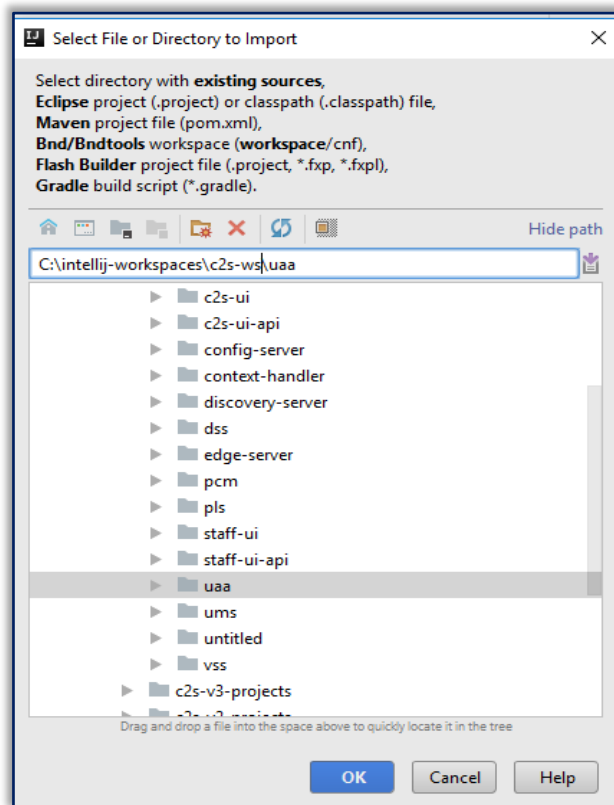 IJ Select File or Directory to Import
Select directory with existing sources,
Eclipse project (.project) or classpath (.classpath) file,
Maven project file (pom.xml),
Bnd/Bndtools workspace (workspace/cnf),
Flash Builder project file (.project, *.fxp, *.fxpl),
Gradle build script (*.gradle).
Hide path
C:\intellij-workspaces\c2s-ws\uaa
c2s-ui
c2s-ui-api
config-server
context-handler
discovery-server
dss
edge-server
pcm
pls
staff-ui
staff-ui-api
uaa
ums
untitled
vss
c2s-v3-projects
Drag and drop a file into the space above to quickly locate it in the tree
OK Cancel Help